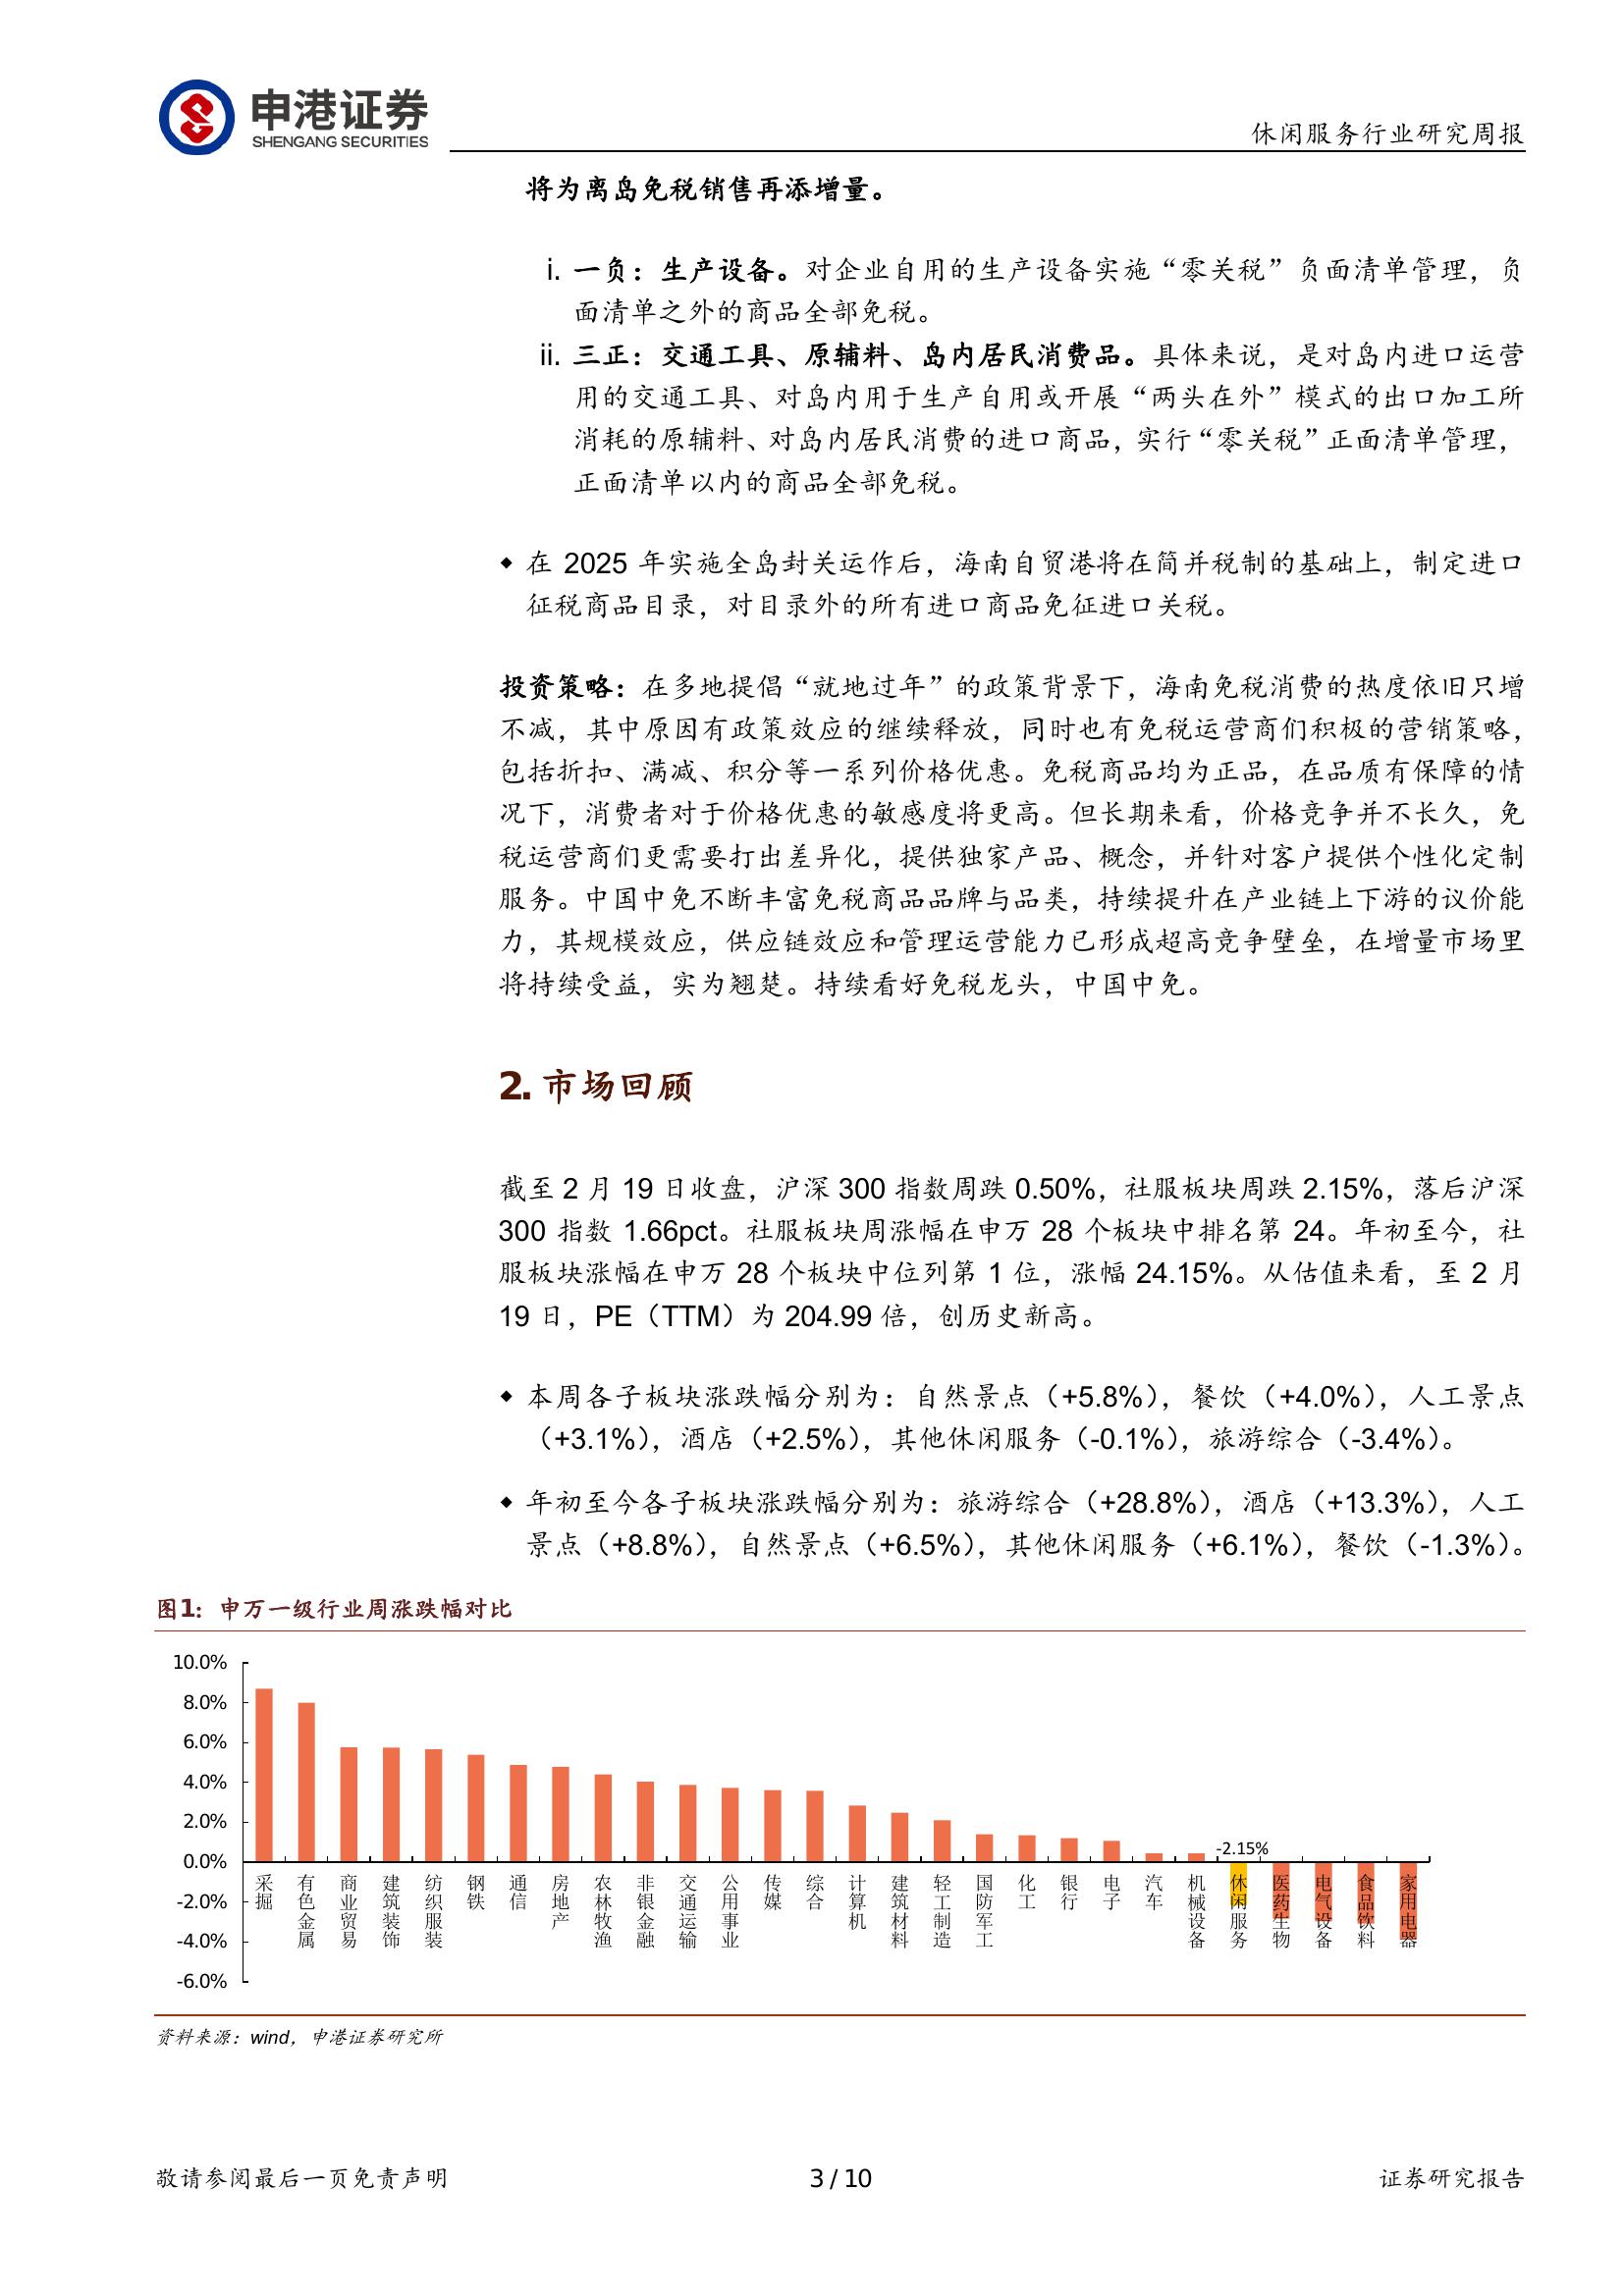 申港证券
SHENGANG SECURITIES
休闲服务行业研究周报
将为离岛免税销售再添增量。
i. 一负：生产设备。对企业自用的生产设备实施“零关税”负面清单管理，负
面清单之外的商品全部免税。
ii. 三正：交通工具、原辅料、岛内居民消费品。具体来说，是对岛内进口运营
用的交通工具、对岛内用于生产自用或开展“两头在外”模式的出口加工所
消耗的原辅料、对岛内居民消费的进口商品，实行“零关税”正面清单管理，
正面清单以内的商品全部免税。
◆ 在 2025 年实施全岛封关运作后，海南自贸港将在简并税制的基础上，制定进口
征税商品目录，对目录外的所有进口商品免征进口关税。
投资策略：在多地提倡“就地过年”的政策背景下，海南免税消费的热度依旧只增
不减，其中原因有政策效应的继续释放，同时也有免税运营商们积极的营销策略，
包括折扣、满减、积分等一系列价格优惠。免税商品均为正品，在品质有保障的情
况下，消费者对于价格优惠的敏感度将更高。但长期来看，价格竞争并不长久，免
税运营商们更需要打出差异化，提供独家产品、概念，并针对客户提供个性化定制
服务。中国中免不断丰富免税商品品牌与品类，持续提升在产业链上下游的议价能
力，其规模效应，供应链效应和管理运营能力已形成超高竞争壁垒，在增量市场里
将持续受益，实为翘楚。持续看好免税龙头，中国中免。
2. 市场回顾
截至 2 月 19 日收盘，沪深 300 指数周跌 0.50%，社服板块周跌 2.15%，落后沪深
300 指数 1.66pct。社服板块周涨幅在申万 28 个板块中排名第 24。年初至今，社
服板块涨幅在申万 28 个板块中位列第 1 位，涨幅 24.15%。从估值来看，至 2 月
19 日，PE（TTM）为 204.99 倍，创历史新高。
◆ 本周各子板块涨跌幅分别为：自然景点（+5.8%），餐饮（+4.0%），人工景点
（+3.1%），酒店（+2.5%），其他休闲服务（-0.1%），旅游综合（-3.4%）。
◆ 年初至今各子板块涨跌幅分别为：旅游综合（+28.8%），酒店（+13.3%），人工
景点（+8.8%），自然景点（+6.5%），其他休闲服务（+6.1%），餐饮（-1.3%）。
图1：申万一级行业周涨跌幅对比
10.0%
8.0%
6.0%
4.0%
2.0%
0.0%
-2.0%
-4.0%
-6.0%
-2.15%
采掘
有色金属
商业贸易
建筑装饰
纺织服装
钢铁
通信
房地产
农林牧渔
非银金融
交通运输
公用事业
传媒
综合
计算机
建筑材料
轻工制造
国防军工
化工
银行
电子
汽车
机械设备
休闲服务
医药生物
电气设备
食品饮料
家用电器
资料来源：wind，申港证券研究所
敬请参阅最后一页免责声明
3 / 10
证券研究报告